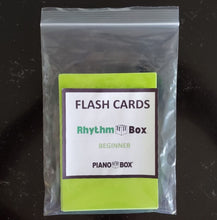 FLASH CARDS
Rhythm Box
BEGINNER
PIANO BOX